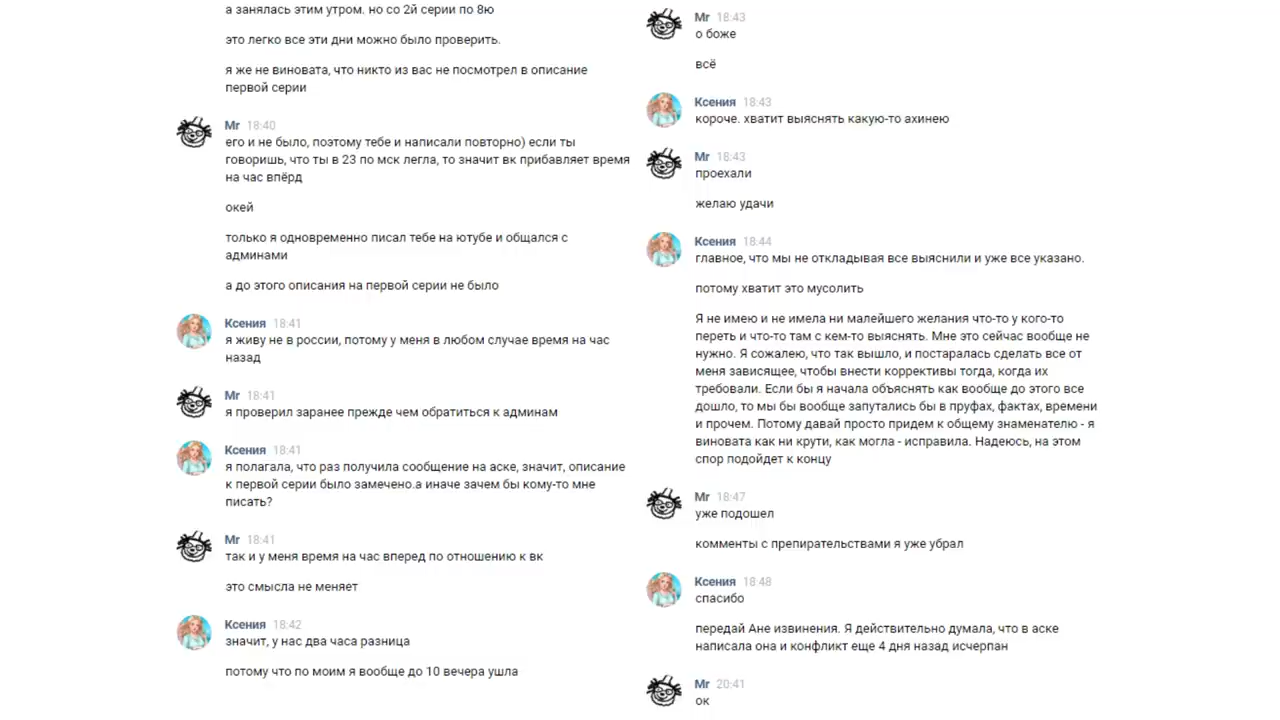 а занялась этим утром. но со 2й серии по 8ю
это легко все эти дни можно было проверить.
я же не виновата, что никто из вас не посмотрел в описание
первой серии
Mr 18:40
его и не было, поэтому тебе и написали повторно) если ты
говоришь, что ты в 23 по мск легла, то значит вк прибавляет время
на час впёрд
окей
только я одновременно писал тебе на ютубе и общался с
админами
а до этого описания на первой серии не было
Ксения 18:41
я живу не в россии, потому у меня в любом случае время на час
назад
Mr 18:41
я проверил заранее прежде чем обратиться к админам
Ксения 18:41
я полагала, что раз получила сообщение на аске, значит, описание
к первой серии было замечено.а иначе зачем бы кому-то мне
писать?
Mr 18:41
так и у меня время на час вперед по отношению к вк
это смысла не меняет
Ксения 18:42
значит, у нас два часа разница
потому что по моим я вообще до 10 вечера ушла
Mr 18:43
о боже
всё
Ксения 18:43
короче. хватит выяснять какую-то ахинею
Mr 18:43
проехали
желаю удачи
Ксения 18:44
главное, что мы не откладывая все выяснили и уже все указано.
потому хватит это мусолить
Я не имею и не имела ни малейшего желания что-то у кого-то
переть и что-то там с кем-то выяснять. Мне это сейчас вообще не
нужно. Я сожалею, что так вышло, и постаралась сделать все от
меня зависящее, чтобы внести коррективы тогда, когда их
требовали. Если бы я начала объяснять как вообще до этого все
дошло, то мы бы вообще запутались бы в пруфах, фактах, времени
и прочем. Потому давай просто придем к общему знаменателю - я
виновата как ни крути, как могла - исправила. Надеюсь, на этом
спор подойдет к концу
Mr 18:47
уже подошел
комменты с препирательствами я уже убрал
Ксения 18:48
спасибо
передай Ане извинения. Я действительно думала, что в аске
написала она и конфликт еще 4 дня назад исчерпан
Mr 20:41
ок